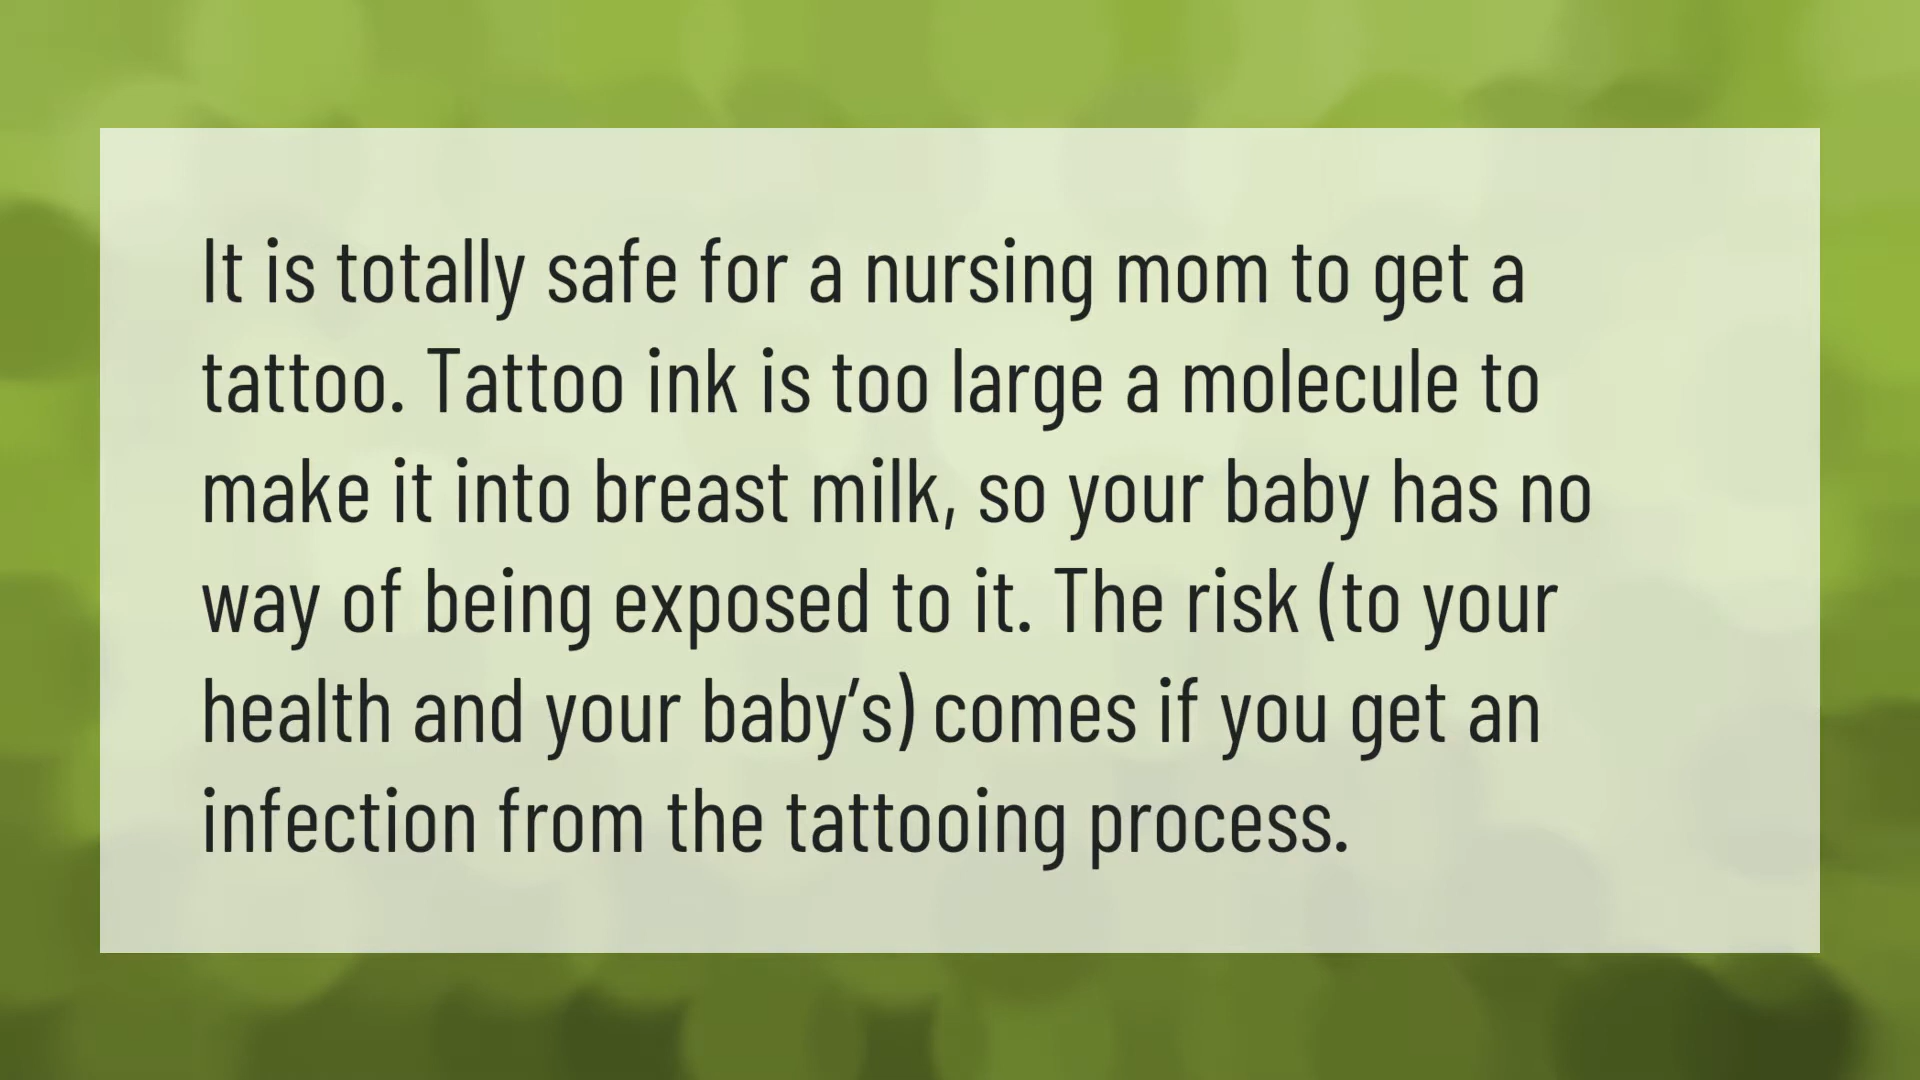 It is totally safe for a nursing mom to get a
tattoo. Tattoo ink is too large a molecule to
make it into breast milk, so your baby has no
way of being exposed to it. The risk (to your
health and your baby’s) comes if you get an
infection from the tattooing process.